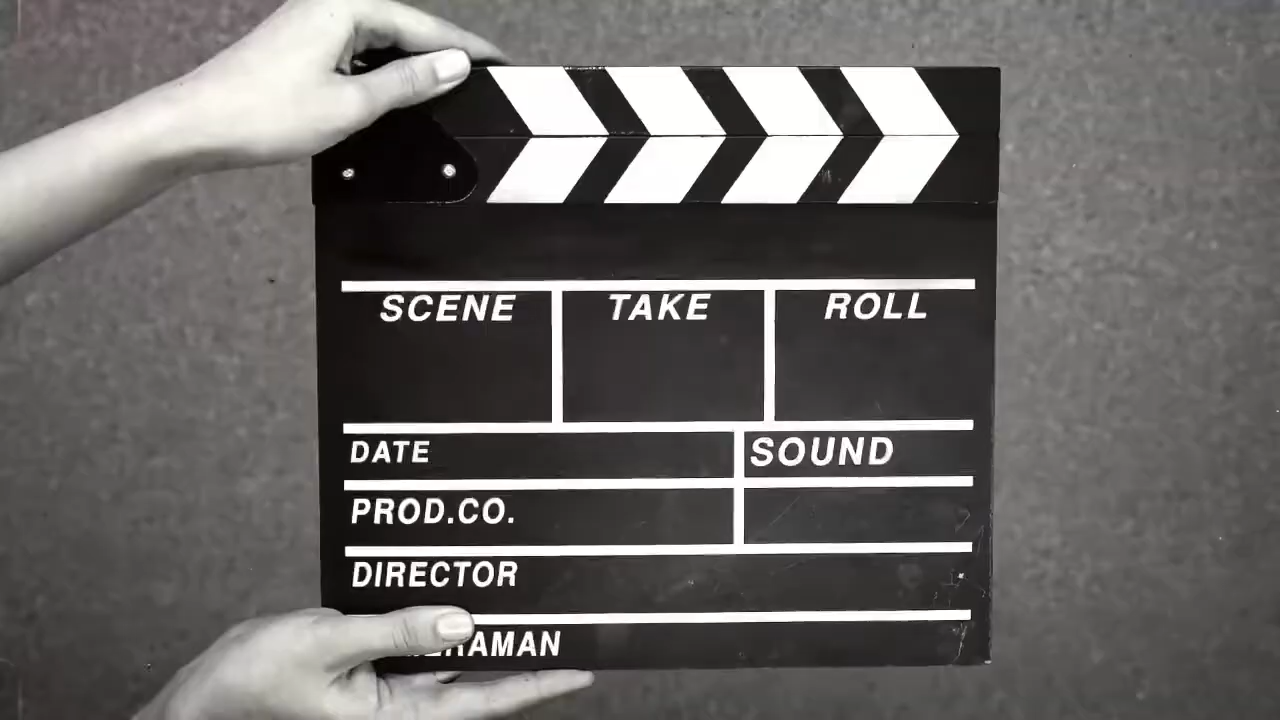 SCENE TAKE ROLL
DATE SOUND
PROD.CO.
DIRECTOR